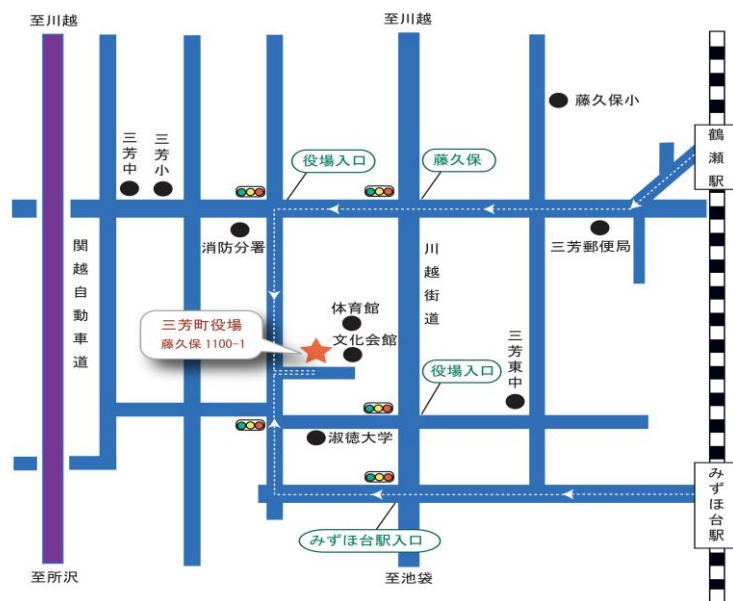 至川越
至川越
藤久保小
三芳中
三芳小
鶴瀬駅
役場入口
藤久保
消防分署
三芳郵便局
関越自動車道
川越街道
体育館
三芳町役場
藤久保 1100-1
文化会館
三芳東中
役場入口
淑徳大学
みずほ台駅
みずほ台駅入口
至所沢
至池袋